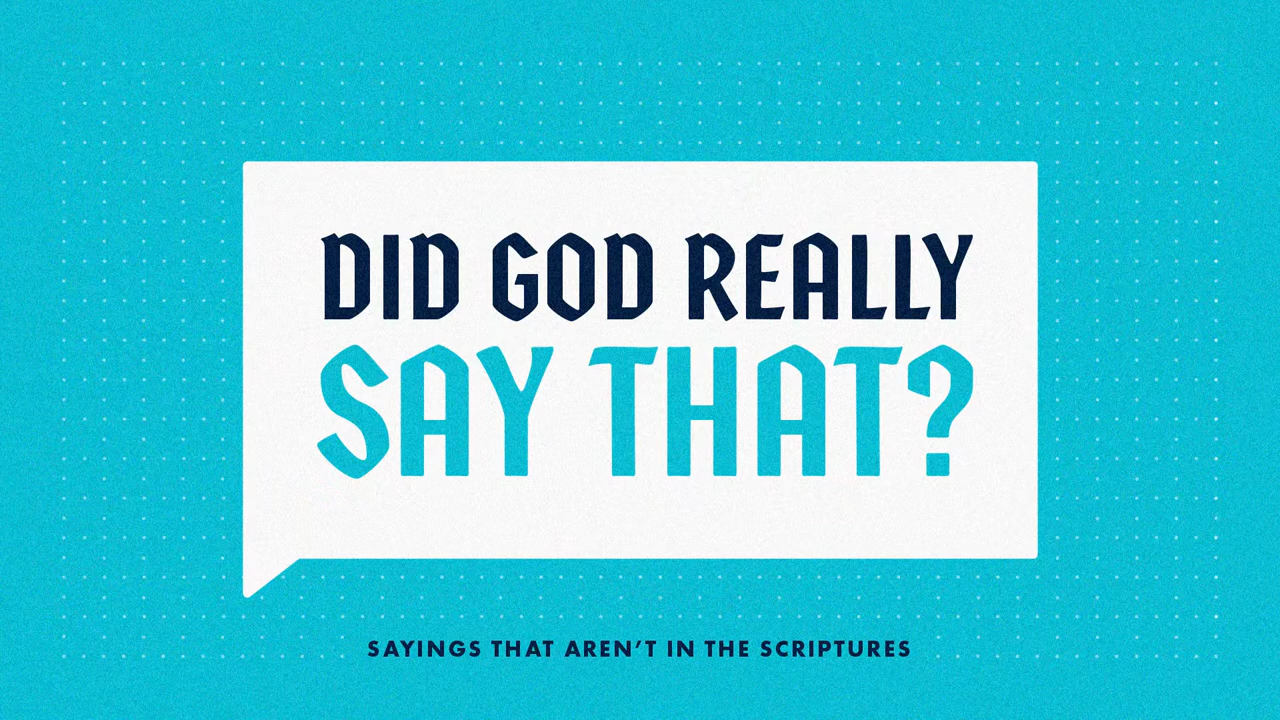 DID GOD REALLY
SAY THAT?
SAYINGS THAT AREN'T IN THE SCRIPTURES